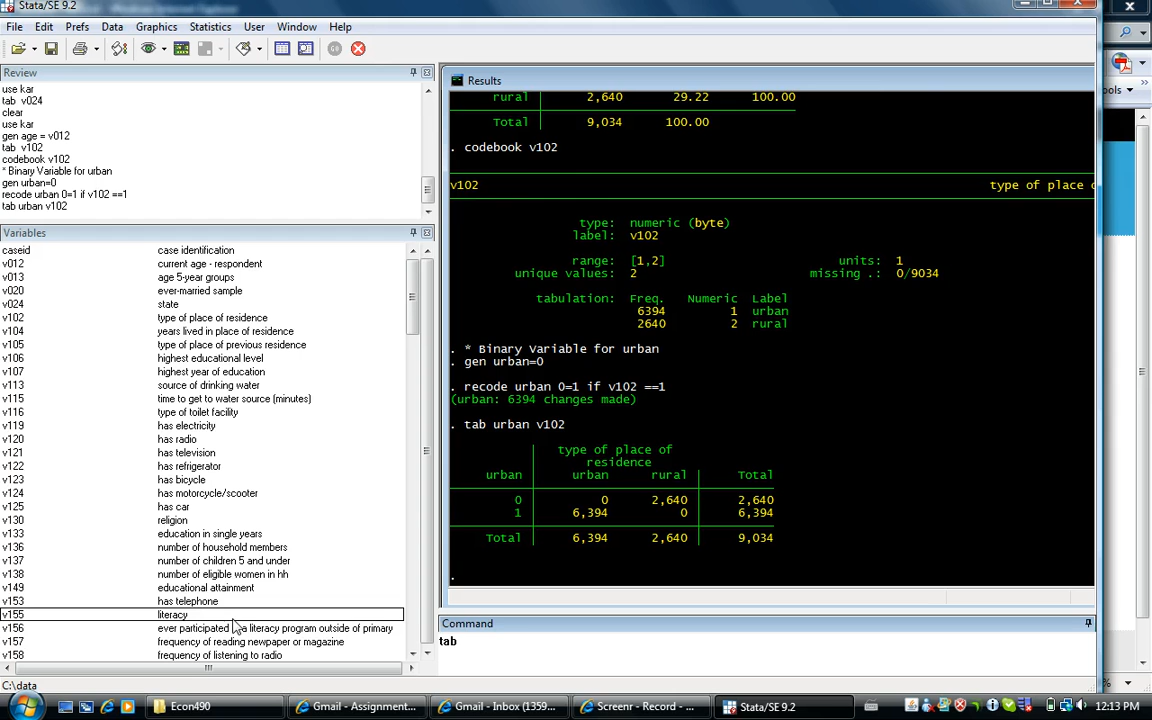 Stata/SE 9.2
File Edit Prefs Data Graphics Statistics User Window Help
Review
use kar
tab v024
clear
use kar
gen age = v012
tab v102
codebook v102
* Binary Variable for urban
gen urban=0
recode urban 0=1 if v102 ==1
tab urban v102
Variables
caseid case identification
v012 current age - respondent
v013 age 5-year groups
v020 ever-married sample
v024 state
v102 type of place of residence
v104 years lived in place of residence
v105 type of place of previous residence
v106 highest educational level
v107 highest year of education
v113 source of drinking water
v115 time to get to water source (minutes)
v116 type of toilet facility
v119 has electricity
v120 has radio
v121 has television
v122 has refrigerator
v123 has bicycle
v124 has motorcycle/scooter
v125 has car
v130 religion
v133 education in single years
v136 number of household members
v137 number of children 5 and under
v138 number of eligible women in hh
v149 educational attainment
v153 has telephone
v155 literacy
v156 ever participated a literacy program outside of primary
v157 frequency of reading newpaper or magazine
v158 frequency of listening to radio
Results
rural 2,640 29.22 100.00
Total 9,034 100.00
. codebook v102
v102 type of place o
type: numeric (byte)
label: v102
range: [1,2] units: 1
unique values: 2 missing .: 0/9034
tabulation: Freq. Numeric Label
6394 1 urban
2640 2 rural
. * Binary Variable for urban
. gen urban=0
. recode urban 0=1 if v102 ==1
(urban: 6394 changes made)
. tab urban v102
type of place of
residence
urban urban rural Total
0 0 2,640 2,640
1 6,394 0 6,394
Total 6,394 2,640 9,034
.
Command
tab
ools
%
C:\data
Econ490
Gmail - Assignment...
Gmail - Inbox (1359...
Screenr - Record - ...
Stata/SE 9.2
12:13 PM